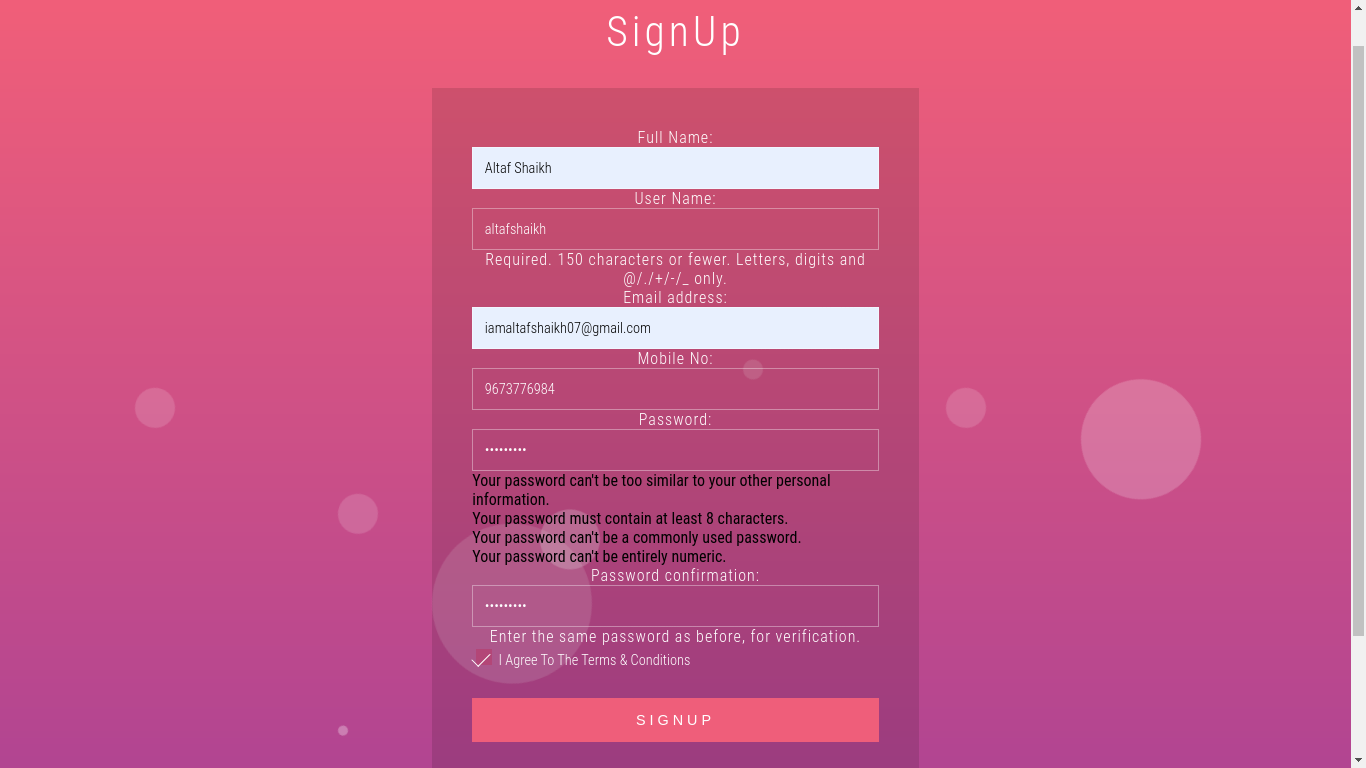 SignUp
Full Name:
Altaf Shaikh
User Name:
altafshaikh
Required. 150 characters or fewer. Letters, digits and
@/./+/-/_ only.
Email address:
iamaltafshaikh07@gmail.com
Mobile No:
9673776984
Password:
•••••••••
Your password can't be too similar to your other personal
information.
Your password must contain at least 8 characters.
Your password can't be a commonly used password.
Your password can't be entirely numeric.
Password confirmation:
•••••••••
Enter the same password as before, for verification.
I Agree To The Terms & Conditions
SIGNUP